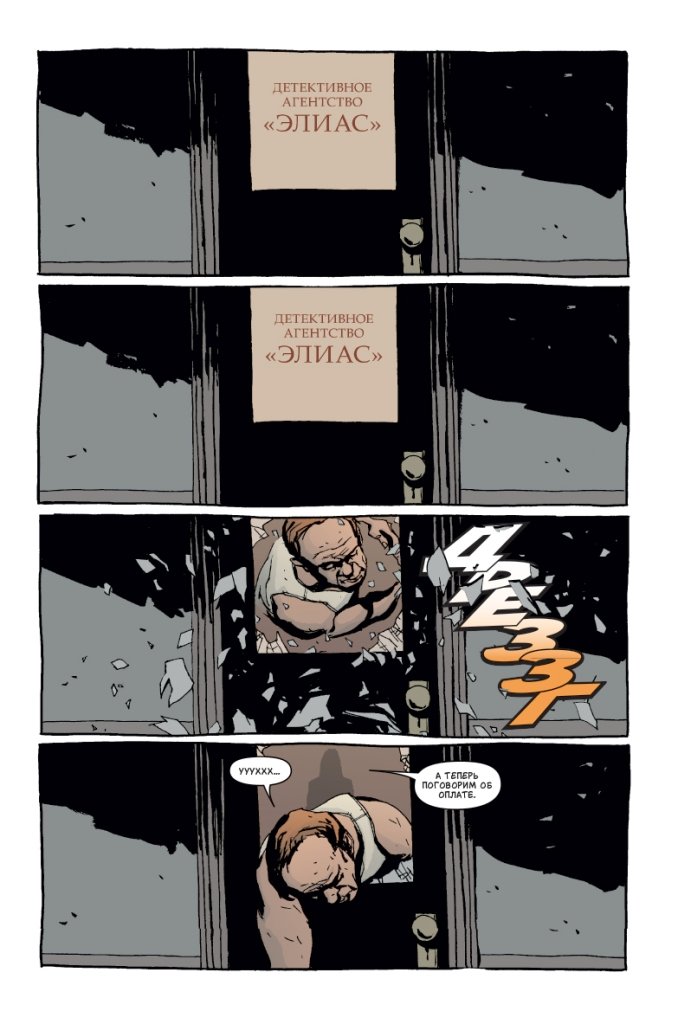 ДЕТЕКТИВНОЕ
АГЕНТСТВО
«ЭЛИАС»
ДЕТЕКТИВНОЕ
АГЕНТСТВО
«ЭЛИАС»
ДРЕЗЗТ
УУУХХХ...
А ТЕПЕРЬ
ПОГОВОРИМ ОБ
ОПЛАТЕ.